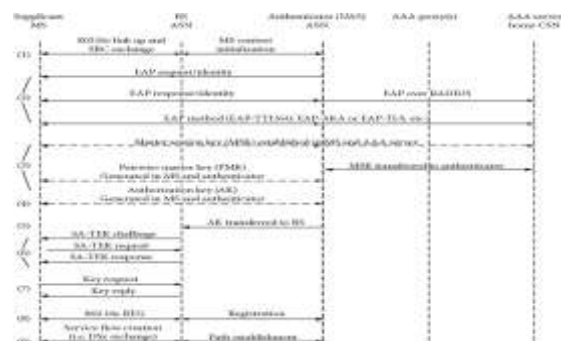 Supplicant MS
BS ASN
Authenticator (NAS) ASN
AAA proxy(s)
AAA server home CSN
(1)
802.16e link up and SBC exchange
MS context initialization
EAP request/identity
(2)
EAP response/identity
EAP over RADIUS
EAP method (EAP-TTLS, EAP-AKA or EAP-TLS, etc.
Master session key (MSK) established in MS and AAA server
(3)
Pairwise master key (PMK)
Generated in MS and authenticator
MSK transferred to authenticator
Authorization key (AK)
Generated in MS and authenticator
(4)
(5)
AK transferred to BS
SA-TEK challenge
SA-TEK request
(6)
SA-TEK response
Key request
(7)
Key reply
(8)
802.16e REG
Registration
Service flow creation
(i.e. DSx exchange)
Path establishment